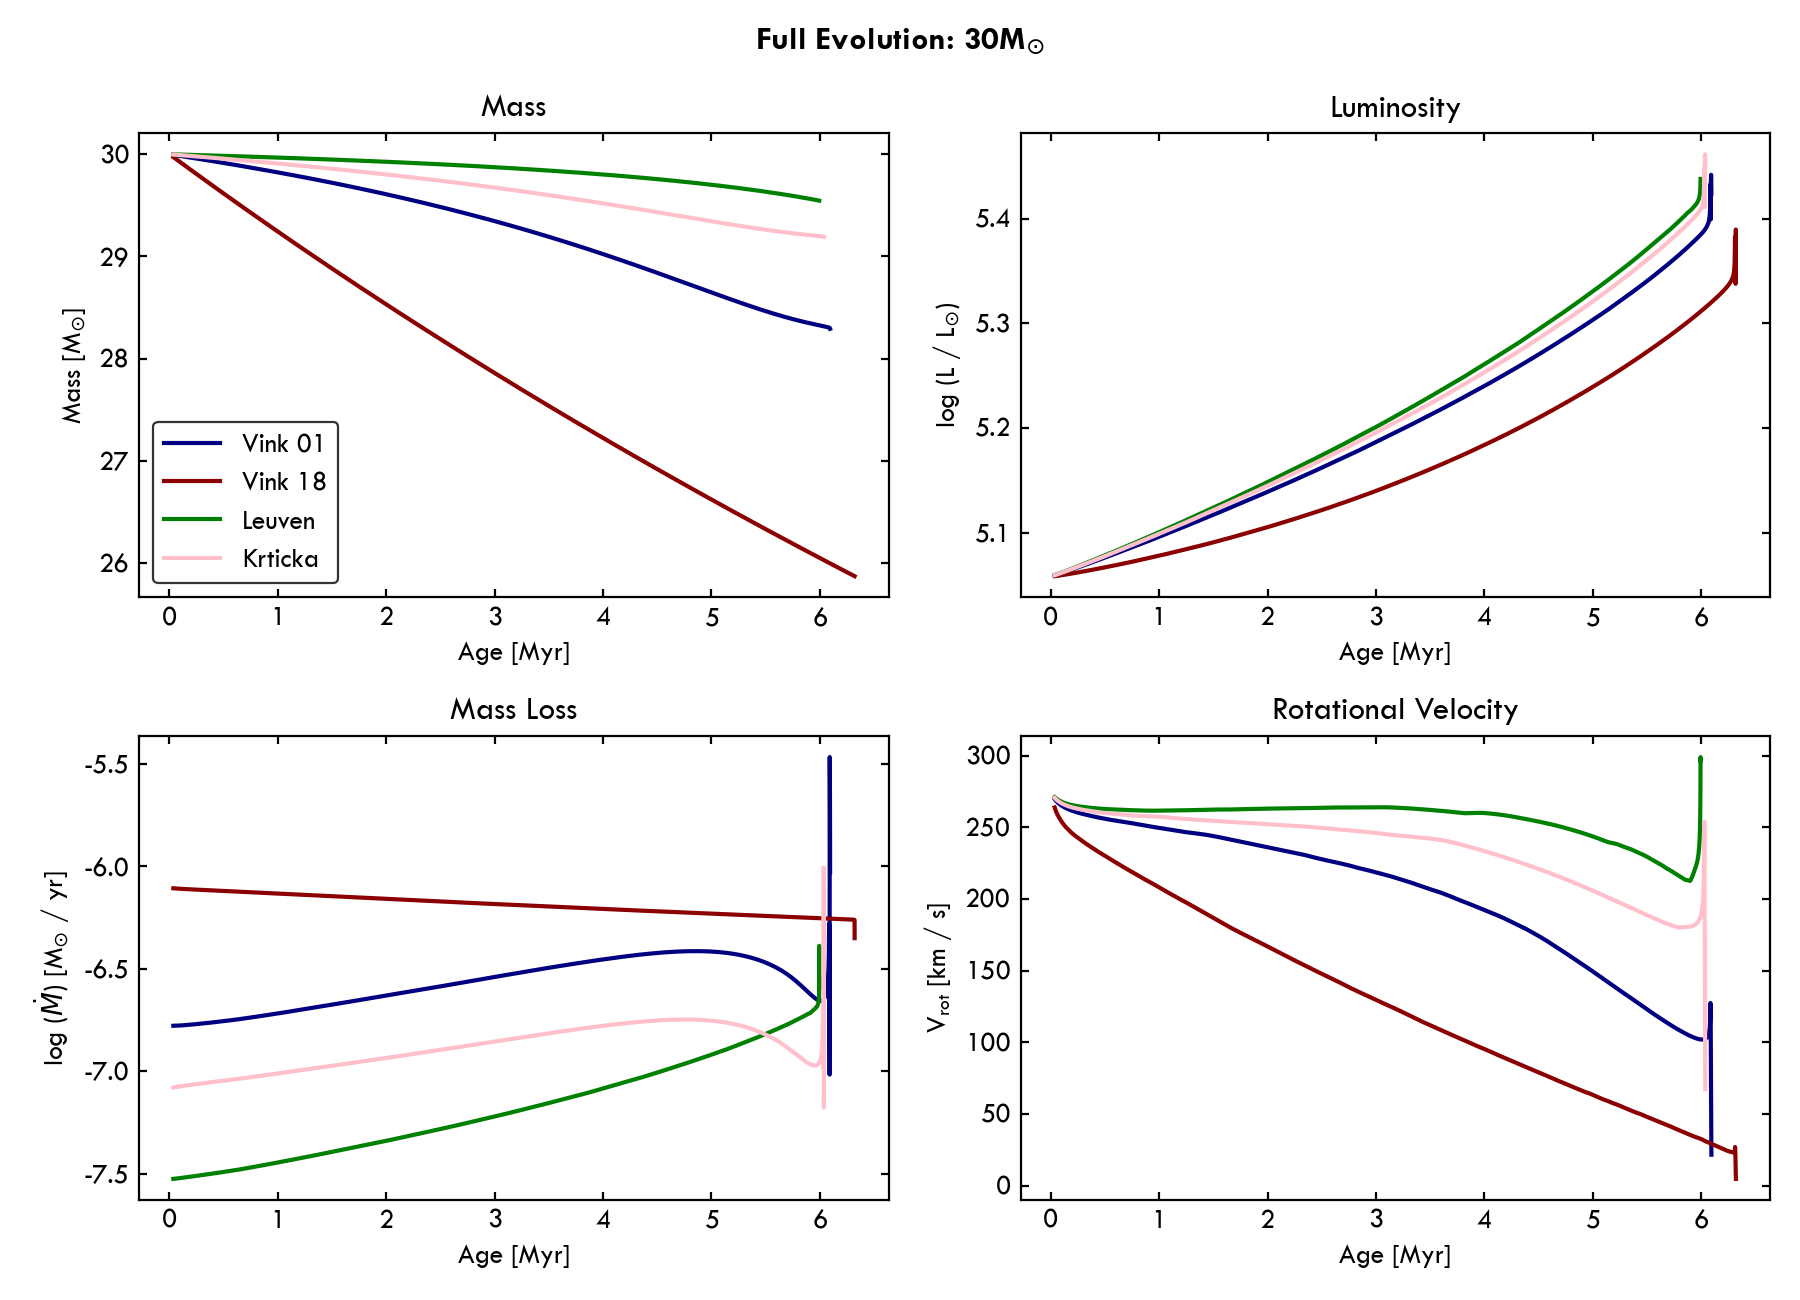 Full Evolution: 30M⊙
Mass
30
29
28
27
26
Mass [M⊙]
Vink 01
Vink 18
Leuven
Krticka
0 1 2 3 4 5 6
Age [Myr]
Luminosity
5.4
5.3
5.2
5.1
log (L / L⊙)
0 1 2 3 4 5 6
Age [Myr]
Mass Loss
-5.5
-6.0
-6.5
-7.0
-7.5
log (Ṁ) [M⊙ / yr]
0 1 2 3 4 5 6
Age [Myr]
Rotational Velocity
300
250
200
150
100
50
0
Vrot [km / s]
0 1 2 3 4 5 6
Age [Myr]